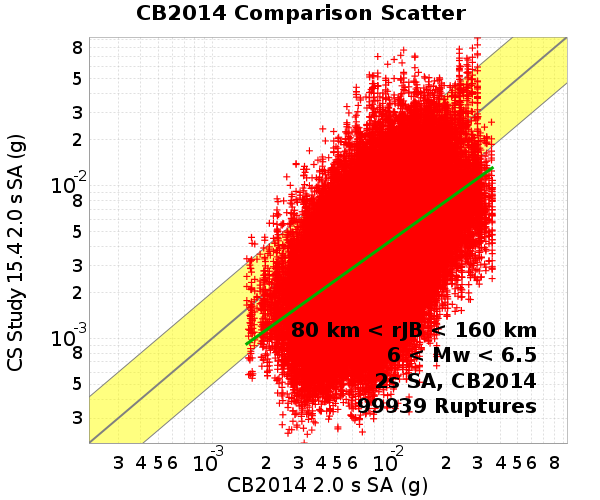 CB2014 Comparison Scatter
CS Study 15.4 2.0 s SA (g)
8
5
3
2
10-2
8
5
3
2
10-3
8
5
3
80 km < rJB < 160 km
6 < Mw < 6.5
2s SA, CB2014
99939 Ruptures
3 4 5 6 10-3 2 3 4 5 6 10-2 2 3 4 5 6 8
CB2014 2.0 s SA (g)